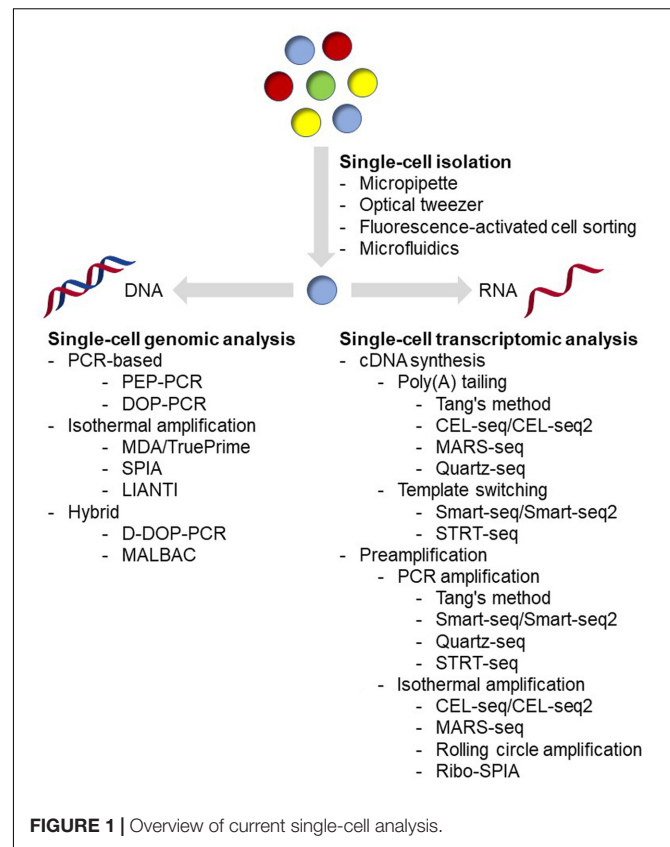 Single-cell isolation
- Micropipette
- Optical tweezer
- Fluorescence-activated cell sorting
- Microfluidics
DNA
RNA
Single-cell genomic analysis
- PCR-based
- PEP-PCR
- DOP-PCR
- Isothermal amplification
- MDA/TruePrime
- SPIA
- LIANTI
- Hybrid
- D-DOP-PCR
- MALBAC
Single-cell transcriptomic analysis
- cDNA synthesis
- Poly(A) tailing
- Tang's method
- CEL-seq/CEL-seq2
- MARS-seq
- Quartz-seq
- Template switching
- Smart-seq/Smart-seq2
- STRT-seq
- Preamplification
- PCR amplification
- Tang's method
- Smart-seq/Smart-seq2
- Quartz-seq
- STRT-seq
- Isothermal amplification
- CEL-seq/CEL-seq2
- MARS-seq
- Rolling circle amplification
- Ribo-SPIA
FIGURE 1 | Overview of current single-cell analysis.